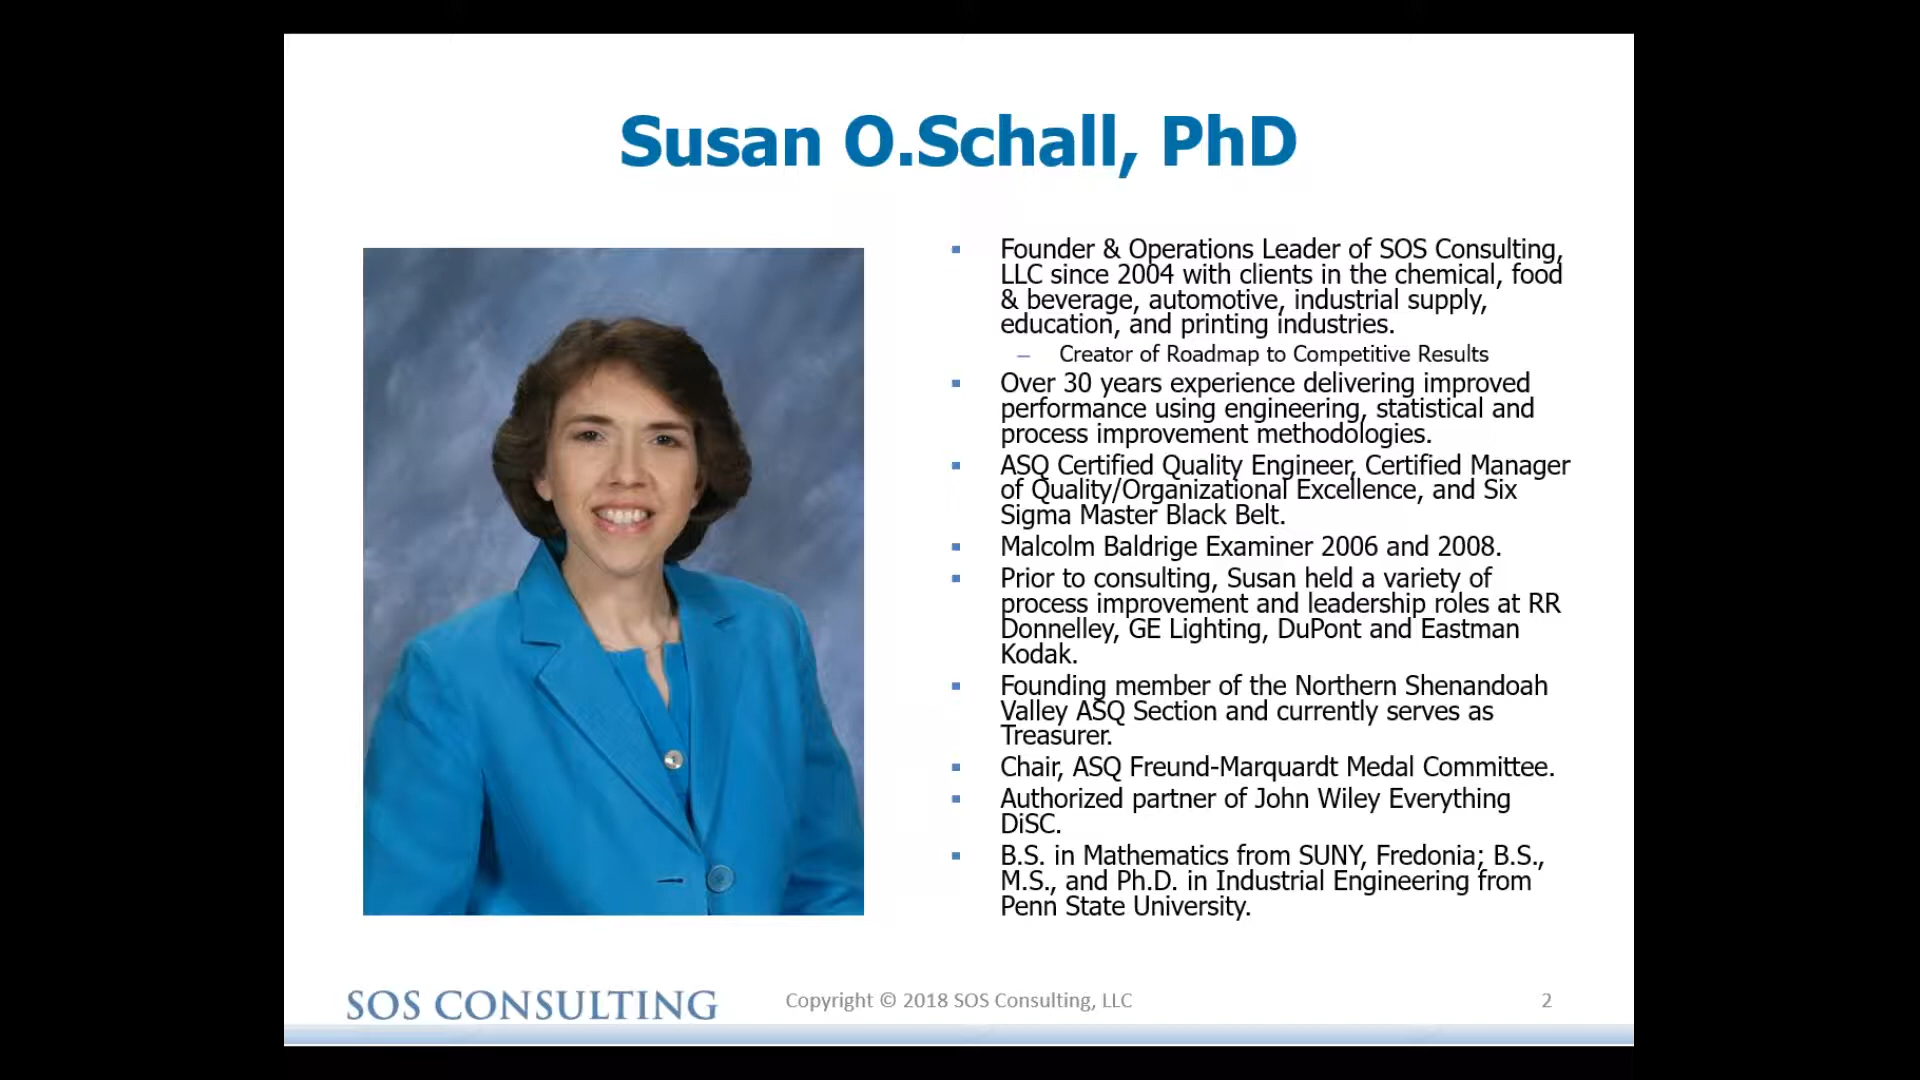 Susan O.Schall, PhD
Founder & Operations Leader of SOS Consulting,
LLC since 2004 with clients in the chemical, food
& beverage, automotive, industrial supply,
education, and printing industries.
– Creator of Roadmap to Competitive Results
Over 30 years experience delivering improved
performance using engineering, statistical and
process improvement methodologies.
ASQ Certified Quality Engineer, Certified Manager
of Quality/Organizational Excellence, and Six
Sigma Master Black Belt.
Malcolm Baldrige Examiner 2006 and 2008.
Prior to consulting, Susan held a variety of
process improvement and leadership roles at RR
Donnelley, GE Lighting, DuPont and Eastman
Kodak.
Founding member of the Northern Shenandoah
Valley ASQ Section and currently serves as
Treasurer.
Chair, ASQ Freund-Marquardt Medal Committee.
Authorized partner of John Wiley Everything
DiSC.
B.S. in Mathematics from SUNY, Fredonia; B.S.,
M.S., and Ph.D. in Industrial Engineering from
Penn State University.
SOS CONSULTING
Copyright © 2018 SOS Consulting, LLC
2